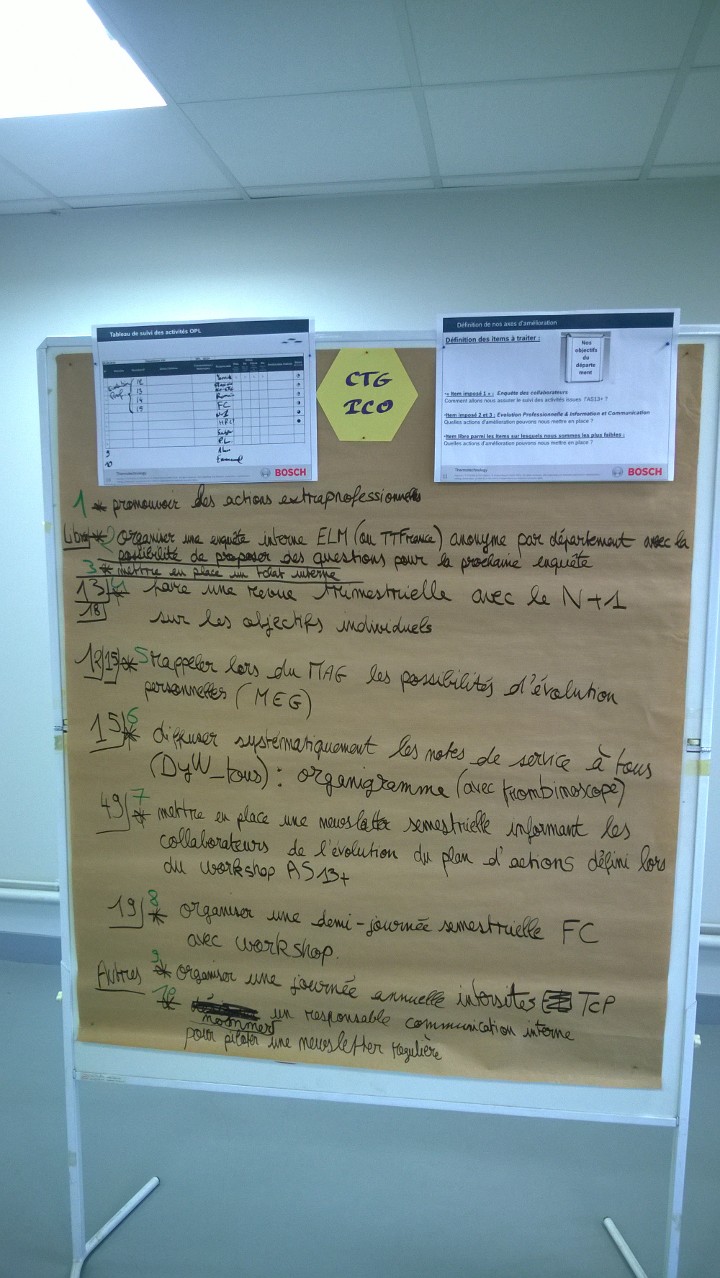 Tableau de suivi des activités OPL
12
13
14
15
FC
PL
9
10
Thermotechnology
BOSCH
CTG
ICO
Définition de nos axes d'amélioration
Définition des items à traiter :
Nos
objectifs
du
départe
ment
« Item imposé 1 » : Enquête des collaborateurs
Comment allons nous assurer le suivi des activités issues l'AS13+ ?
Item imposé 2 et 3 : Evolution Professionnelle & Information et Communication
Quelles actions d'amélioration pouvons nous mettre en place ?
Item libre parmi les items sur lesquels nous sommes les plus faibles :
Quelles actions d'amélioration pouvons nous mettre en place ?
Thermotechnology
BOSCH
1 * promouvoir des actions extraprofessionnelles
* 2 organiser une enquête interne ELM (ou TTFrance) anonyme par département avec la
possibilité de proposer des questions pour la prochaine enquête
3 * mettre en place un interne
13 4 * faire une revue trimestrielle avec le N+1
18 sur les objectifs individuels
12 15 * 5 rappeler lors du MAG les possibilités d'évolution
personnelles (MEG)
15 6 * diffuser systématiquement les notes de service à tous
(DyW_tous) : organigramme (avec trombinoscope)
49 7 * mettre en place une newsletter semestrielle informant les
collaborateurs de l'évolution du plan d'actions défini lors
du workshop AS13+
19 8 * organiser une demi-journée semestrielle FC
avec workshop.
Autres 9 * organiser une journée annuelle intersites TCP
10 * nommer un responsable communication interne
pour piloter une newsletter régulière